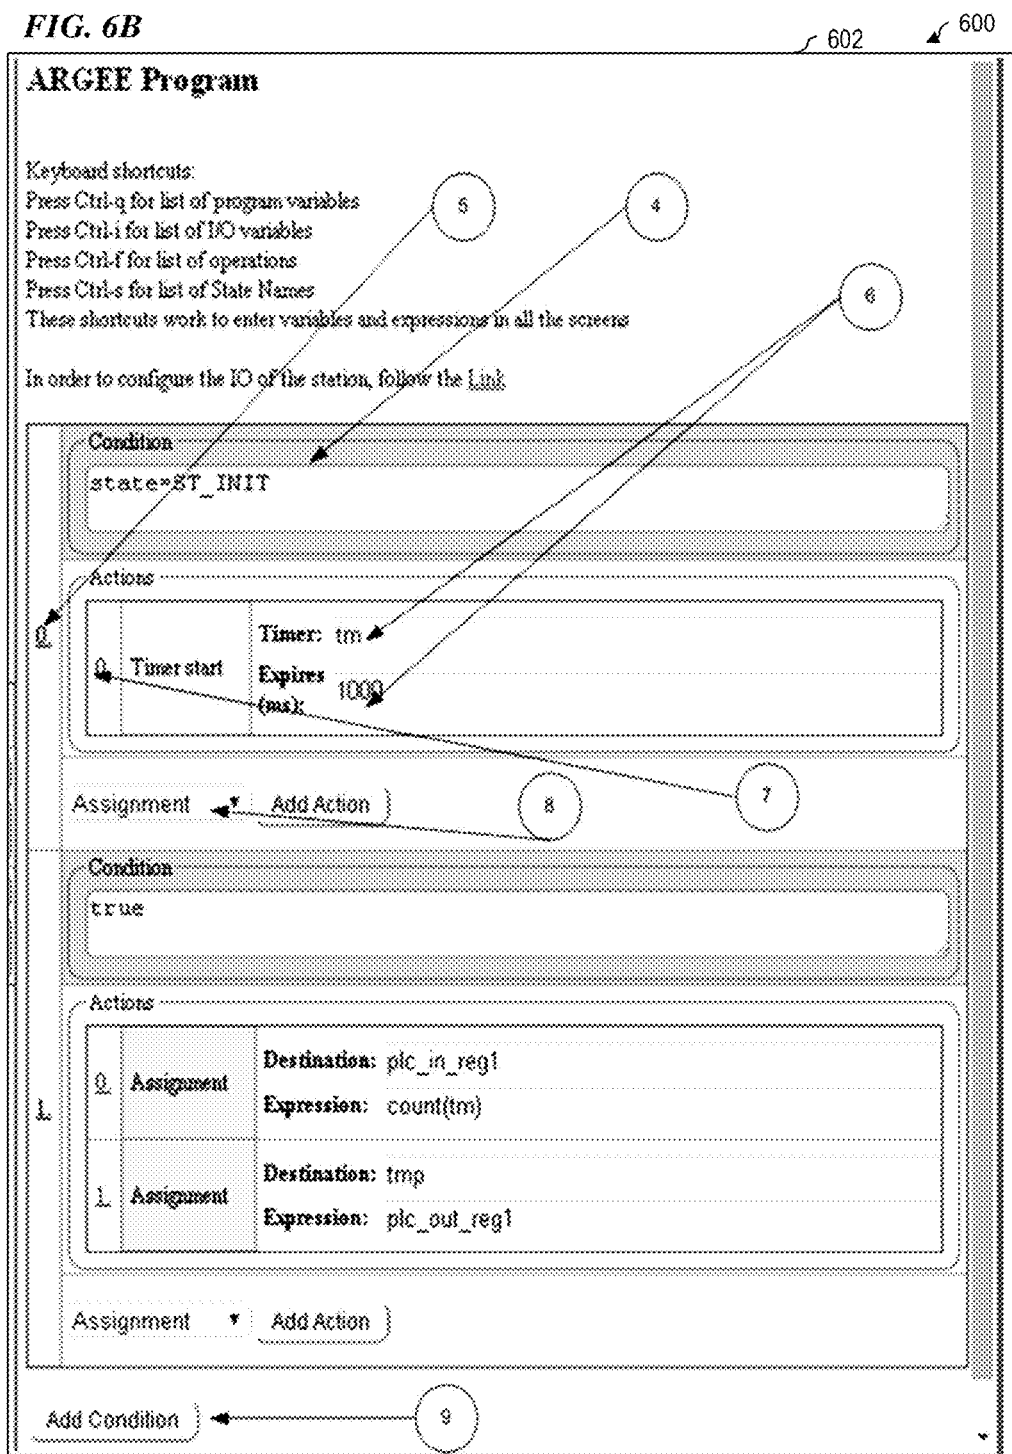 FIG. 6B
602
600
ARGEE Program
Keyboard shortcuts:
Press Ctrl-q for list of program variables
Press Ctrl-i for list of I/O variables
Press Ctrl-f for list of operations
Press Ctrl-s for list of State Names
These shortcuts work to enter variables and expressions in all the screens
5
4
6
In order to configure the IO of the station, follow the Link
Condition
state=ST_INIT
Actions
0.
0.
Timer start
Timer: tm
Expires (ms): 1000
7
8
Assignment ▼ Add Action
Condition
true
Actions
1.
0.
Assignment
Destination: plc_in_reg1
Expression: count(tm)
1.
Assignment
Destination: tmp
Expression: plc_out_reg1
Assignment ▼ Add Action
Add Condition
9